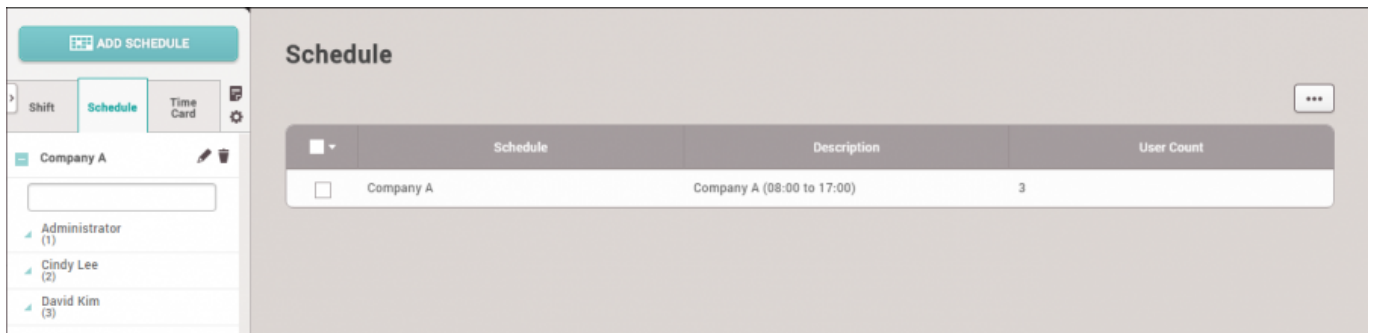 ADD SCHEDULE
Schedule
Shift
Schedule
Time
Card
Company A
Schedule
Description
User Count
Company A
Company A (08:00 to 17:00)
3
Administrator
(1)
Cindy Lee
(2)
David Kim
(3)